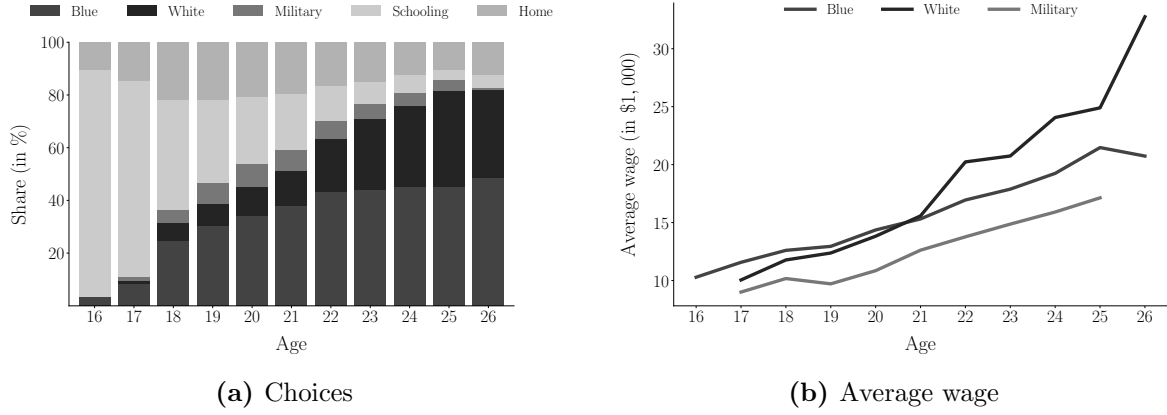 Blue White Military Schooling Home
100
80
60
40
20
Share (in %)
16 17 18 19 20 21 22 23 24 25 26
Age
(a) Choices
Blue White Military
30
25
20
15
10
Average wage (in $1, 000)
16 17 18 19 20 21 22 23 24 25 26
Age
(b) Average wage